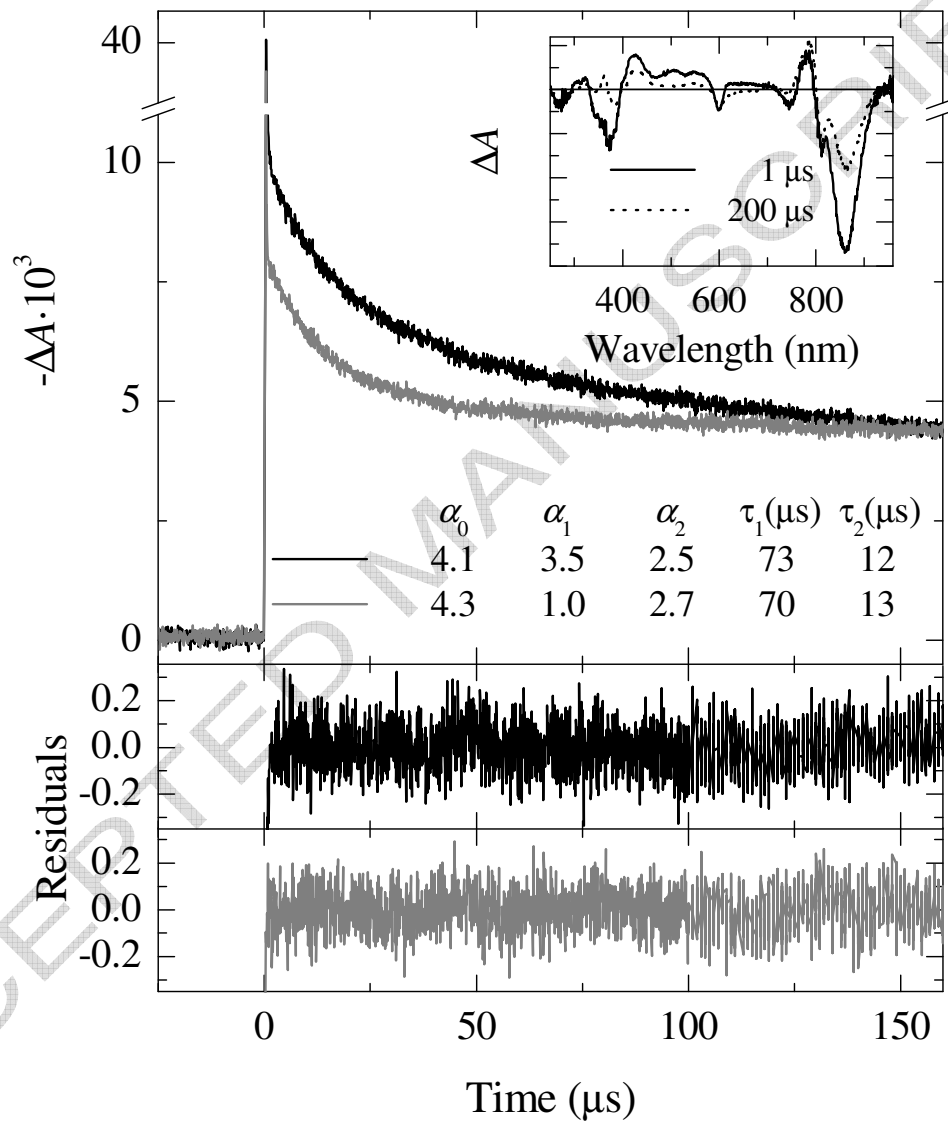 40
10
5
0
-ΔA·10³
ΔA
1 µs
200 µs
400 600 800
Wavelength (nm)
α₀ α₁ α₂ τ₁(µs) τ₂(µs)
4.1 3.5 2.5 73 12
4.3 1.0 2.7 70 13
0.2
0.0
-0.2
0.2
0.0
-0.2
Residuals
0 50 100 150
Time (µs)
CEPTED MANUSCRIP